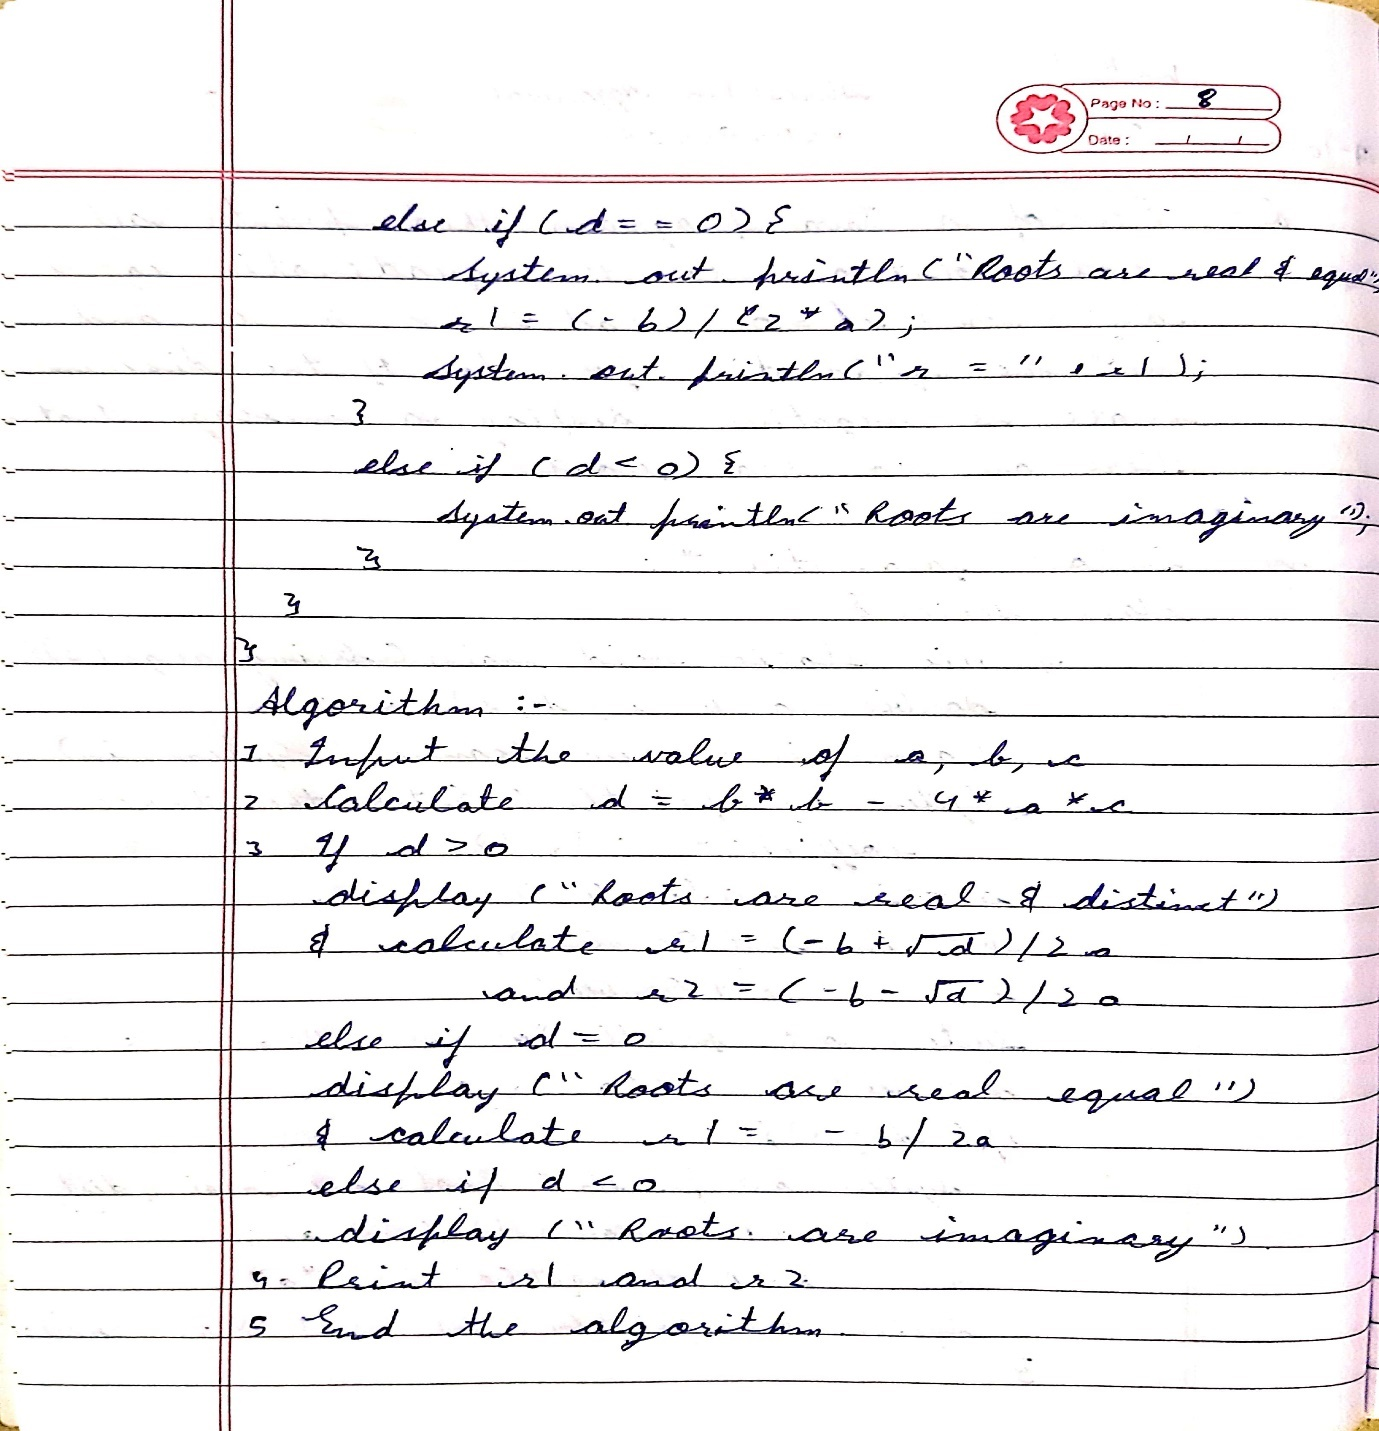 Page No: 8
Date: / /
else if (d = = 0) {
System. out. println ("Roots are real & equal");
r1 = (- b) / (2 * a);
System. out. println ("r = " + r1);
}
else if (d < 0) {
System.out println (" Roots are imaginary");
}
}
}
Algorithm :-
1 Input the value of a, b, c
2 Calculate d = b * b - 4 * a * c
3 If d > 0
display (" Roots are real & distinct")
& calculate r1 = (- b + √d ) / 2 a
and r2 = (- b - √d ) / 2 a
else if d = 0
display (" Roots are real equal ")
& calculate r1 = - b / 2a
else if d < 0
display (" Roots are imaginary ")
4. Print r1 and r2
5 End the algorithm.